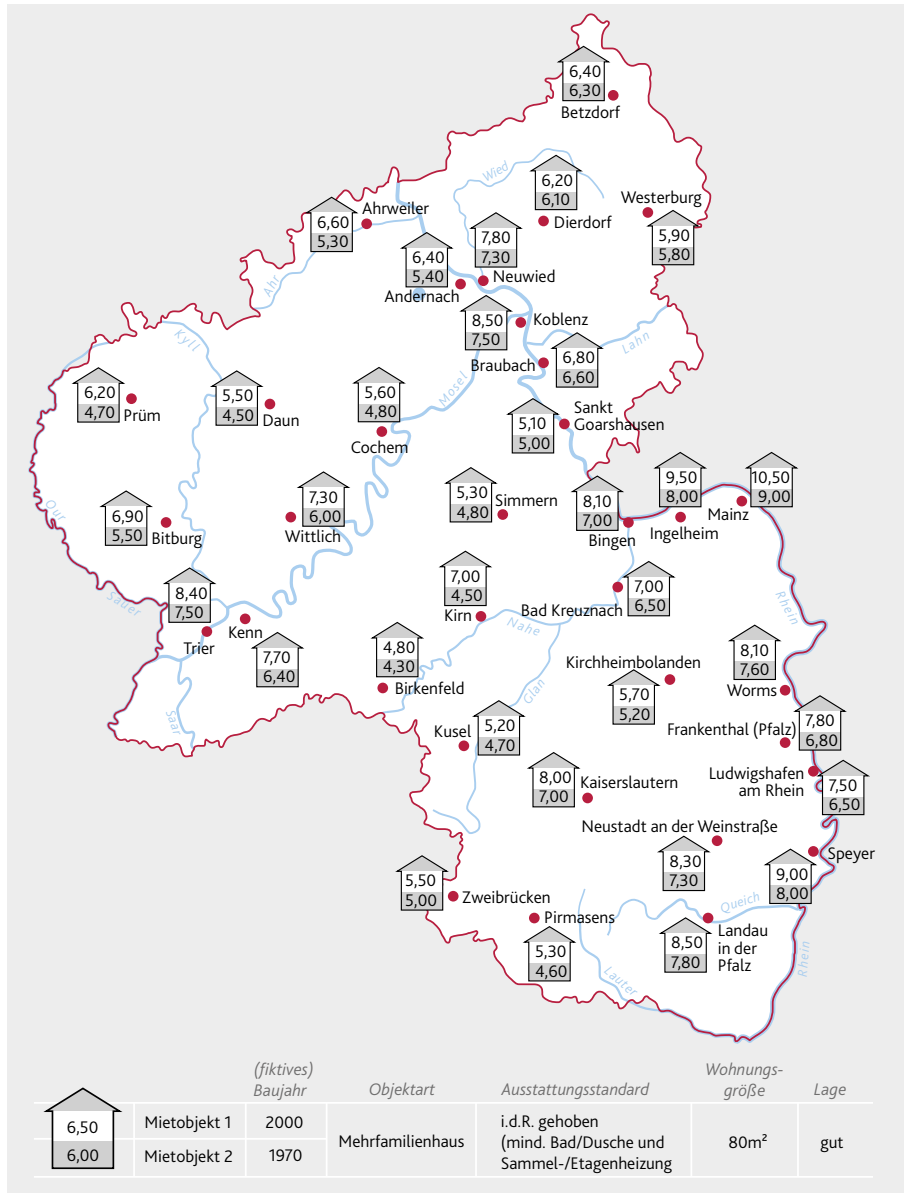 6,40
6,30
Betzdorf
Wied
6,20
6,10
Dierdorf
Westerburg
5,90
5,80
Ahrweiler
6,60
5,30
Ahr
7,80
7,30
Neuwied
6,40
5,40
Andernach
8,50
7,50
Koblenz
Lahn
Braubach
6,80
6,60
Kyll
Mosel
6,20
4,70
Prüm
5,50
4,50
Daun
5,60
4,80
Cochem
5,10
5,00
Sankt
Goarshausen
Our
6,90
5,50
Bitburg
7,30
6,00
Wittlich
5,30
4,80
Simmern
8,10
7,00
Bingen
9,50
8,00
Ingelheim
10,50
9,00
Mainz
Rhein
Sauer
8,40
7,50
Trier
Kenn
7,70
6,40
7,00
4,50
Kirn
Nahe
Bad Kreuznach
7,00
6,50
Saar
4,80
4,30
Birkenfeld
Glan
Kirchheimbolanden
5,70
5,20
8,10
7,60
Worms
Kusel
5,20
4,70
Frankenthal (Pfalz)
7,80
6,80
8,00
7,00
Kaiserslautern
Ludwigshafen
am Rhein
7,50
6,50
Neustadt an der Weinstraße
8,30
7,30
Speyer
9,00
8,00
5,50
5,00
Zweibrücken
Pirmasens
5,30
4,60
Queich
Landau
in der
Pfalz
8,50
7,80
Lauter
Rhein
(fiktives)
Baujahr
Objektart
Ausstattungsstandard
Wohnungs-
größe
Lage
6,50
6,00
Mietobjekt 1
2000
Mietobjekt 2
1970
Mehrfamilienhaus
i.d.R. gehoben
(mind. Bad/Dusche und
Sammel-/Etagenheizung
80m²
gut